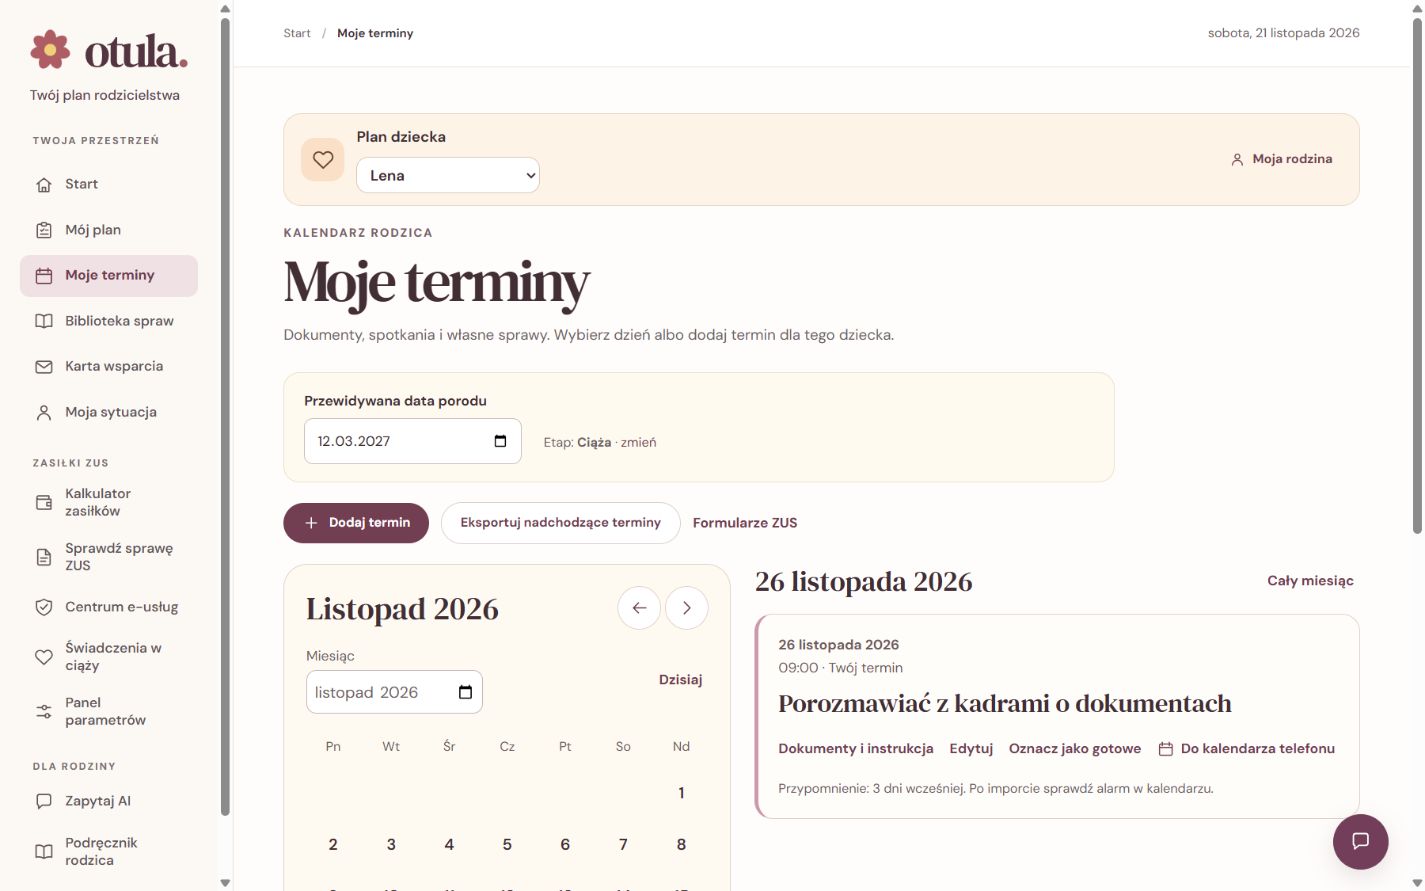 otula.
Twój plan rodzicielstwa
TWOJA PRZESTRZEŃ
Start
Mój plan
Moje terminy
Biblioteka spraw
Karta wsparcia
Moja sytuacja
ZASIŁKI ZUS
Kalkulator
zasiłków
Sprawdź sprawę
ZUS
Centrum e-usług
Świadczenia w
ciąży
Panel
parametrów
DLA RODZINY
Zapytaj AI
Podręcznik
rodzica
Start / Moje terminy
sobota, 21 listopada 2026
Plan dziecka
Lena
Moja rodzina
KALENDARZ RODZICA
Moje terminy
Dokumenty, spotkania i własne sprawy. Wybierz dzień albo dodaj termin dla tego dziecka.
Przewidywana data porodu
12.03.2027
Etap: Ciąża · zmień
Dodaj termin
Eksportuj nadchodzące terminy
Formularze ZUS
Listopad 2026
Miesiąc
listopad 2026
Dzisiaj
Pn Wt Śr Cz Pt So Nd
1
2 3 4 5 6 7 8
26 listopada 2026
Cały miesiąc
26 listopada 2026
09:00 · Twój termin
Porozmawiać z kadrami o dokumentach
Dokumenty i instrukcja Edytuj Oznacz jako gotowe Do kalendarza telefonu
Przypomnienie: 3 dni wcześniej. Po imporcie sprawdź alarm w kalendarzu.